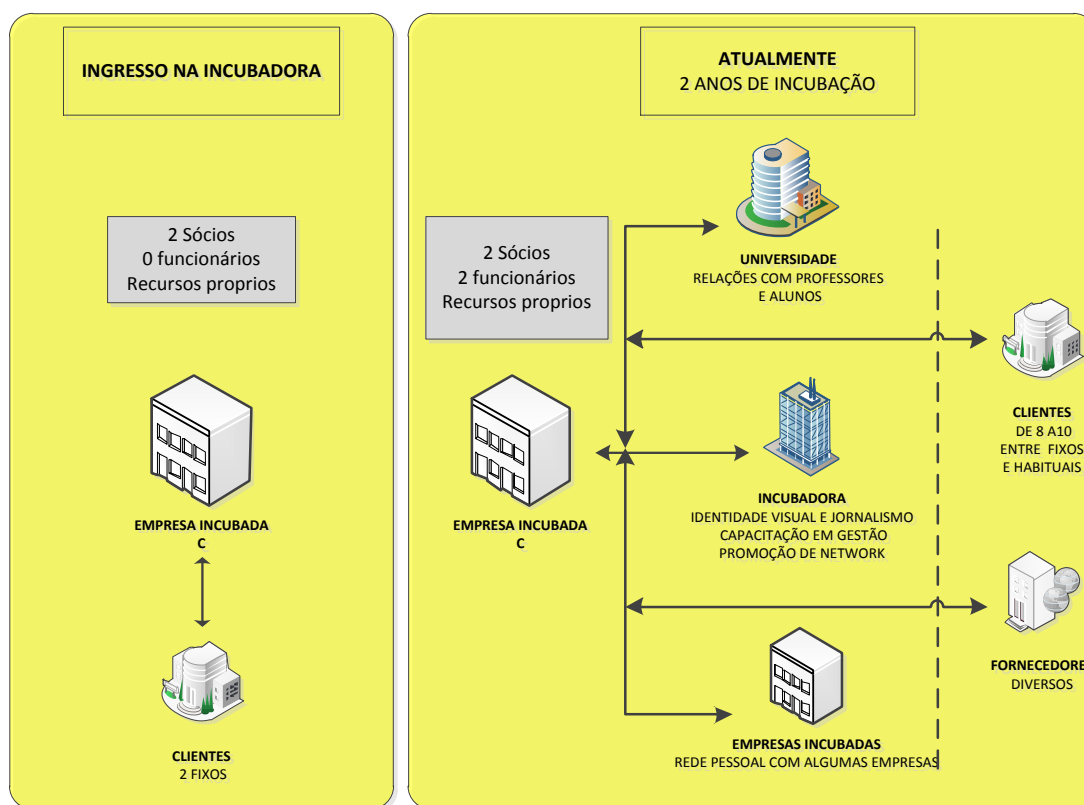 INGRESSO NA INCUBADORA
2 Sócios
0 funcionários
Recursos proprios
EMPRESA INCUBADA
C
CLIENTES
2 FIXOS
ATUALMENTE
2 ANOS DE INCUBAÇÃO
2 Sócios
2 funcionários
Recursos proprios
EMPRESA INCUBADA
C
UNIVERSIDADE
RELAÇÕES COM PROFESSORES
E ALUNOS
INCUBADORA
IDENTIDADE VISUAL E JORNALISMO
CAPACITAÇÃO EM GESTÃO
PROMOÇÃO DE NETWORK
EMPRESAS INCUBADAS
REDE PESSOAL COM ALGUMAS EMPRESAS
CLIENTES
DE 8 A10
ENTRE FIXOS
E HABITUAIS
FORNECEDORE
DIVERSOS